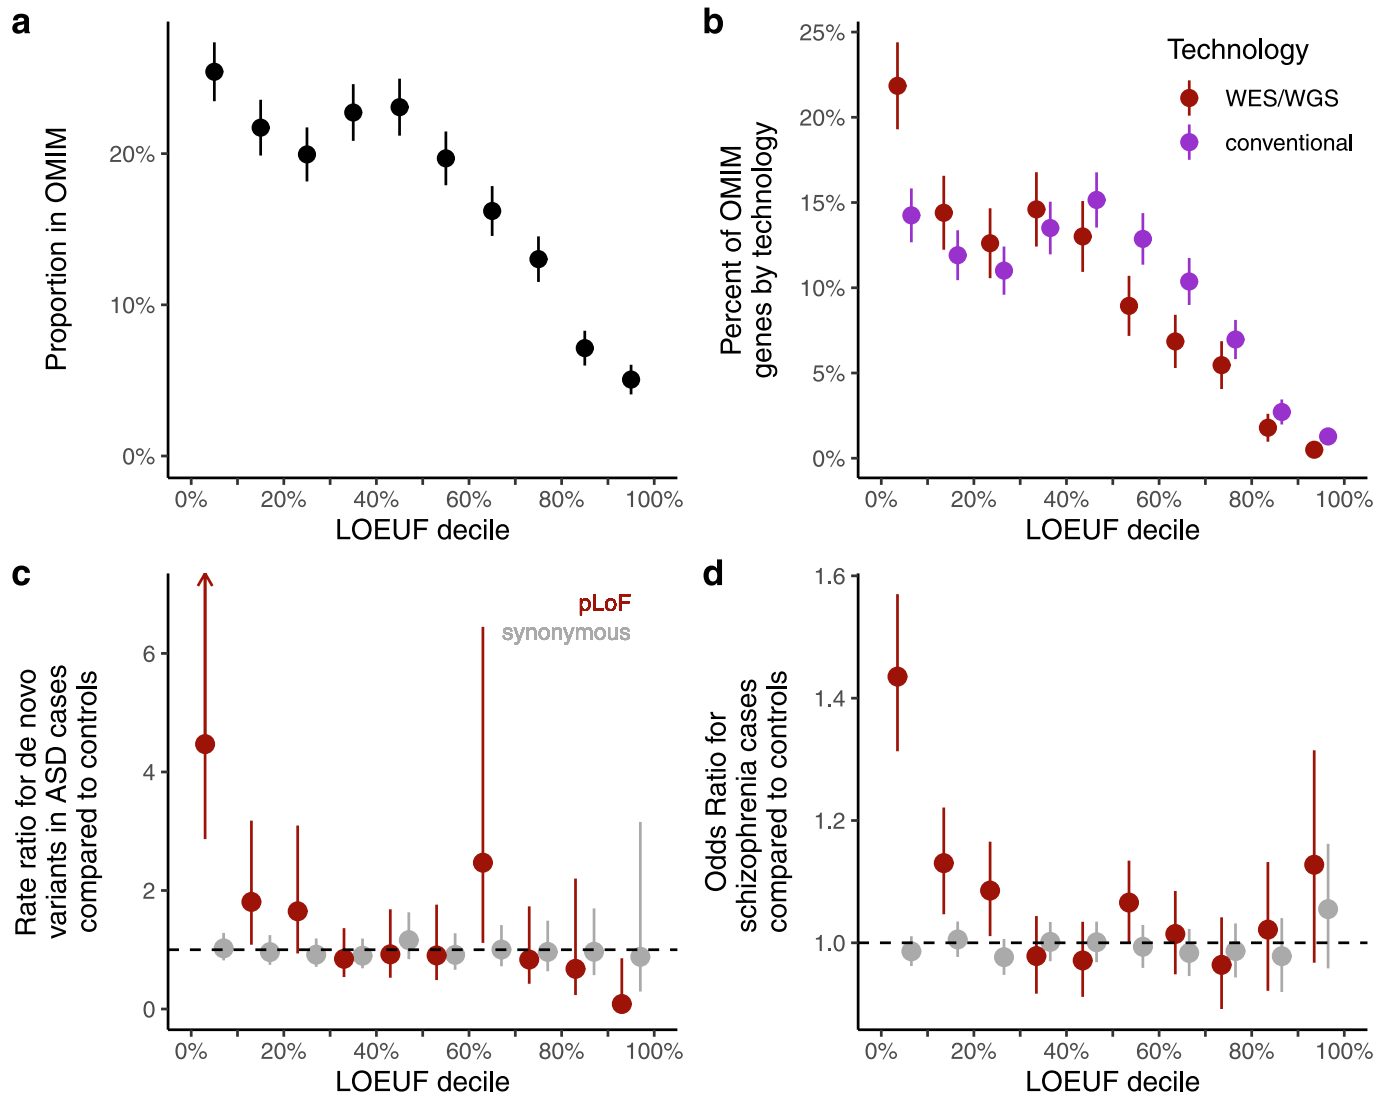 a
Proportion in OMIM
20%
10%
0%
0% 20% 40% 60% 80% 100%
LOEUF decile
b
Percent of OMIM
genes by technology
25%
20%
15%
10%
5%
0%
Technology
WES/WGS
conventional
0% 20% 40% 60% 80% 100%
LOEUF decile
c
Rate ratio for de novo
variants in ASD cases
compared to controls
6
4
2
0
pLoF
synonymous
0% 20% 40% 60% 80% 100%
LOEUF decile
d
Odds Ratio for
schizophrenia cases
compared to controls
1.6
1.4
1.2
1.0
0% 20% 40% 60% 80% 100%
LOEUF decile